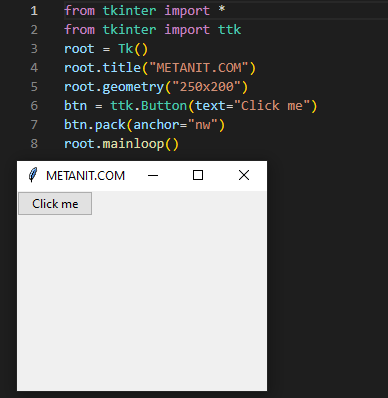 1 from tkinter import *
2 from tkinter import ttk
3 root = Tk()
4 root.title("METANIT.COM")
5 root.geometry("250x200")
6 btn = ttk.Button(text="Click me")
7 btn.pack(anchor="nw")
8 root.mainloop()
METANIT.COM
Click me